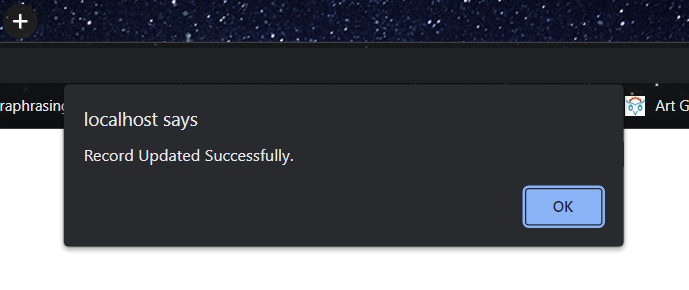 raphrasing
Art G
localhost says
Record Updated Successfully.
OK